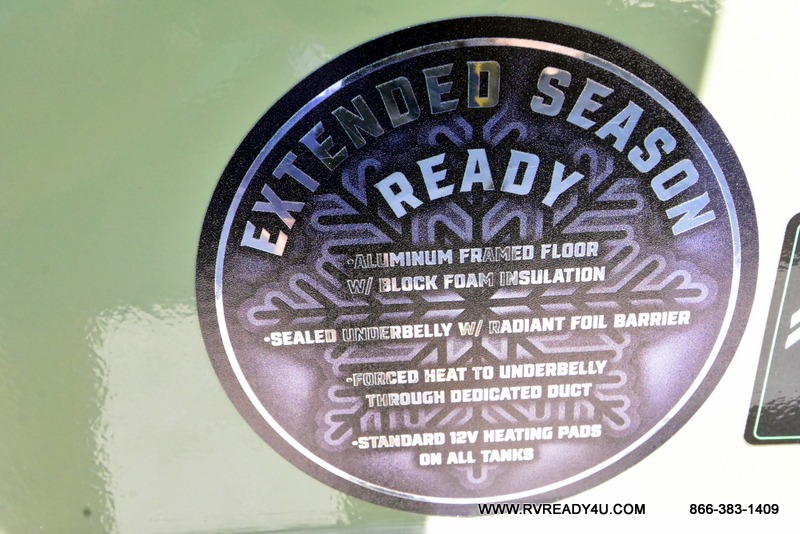 EXTENDED SEASON
READY
•ALUMINUM FRAMED FLOOR
W/ BLOCK FOAM INSULATION
•SEALED UNDERBELLY W/ RADIANT FOIL BARRIER
•FORCED HEAT TO UNDERBELLY
THROUGH DEDICATED DUCT
•STANDARD 12V HEATING PADS
ON ALL TANKS
WWW.RVREADY4U.COM 866-383-1409